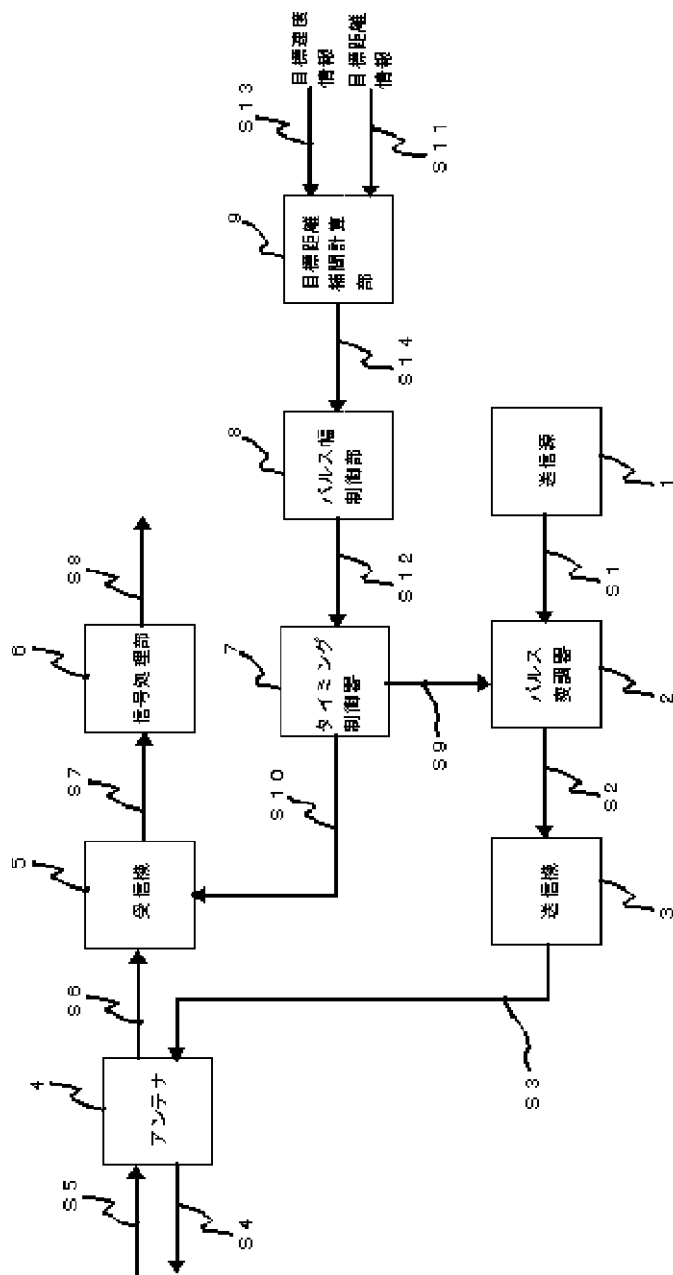 S5
S4
4
アンテナ
S6
S3
5
受信機
S7
6
信号処理部
S8
S10
7
タイミング
制御器
S9
S12
8
パルス幅
制御部
S14
9
目標距離
補間計算
部
S13
目標速度
情報
S11
目標距離
情報
3
送信機
S2
2
パルス
変調器
S1
1
送信源